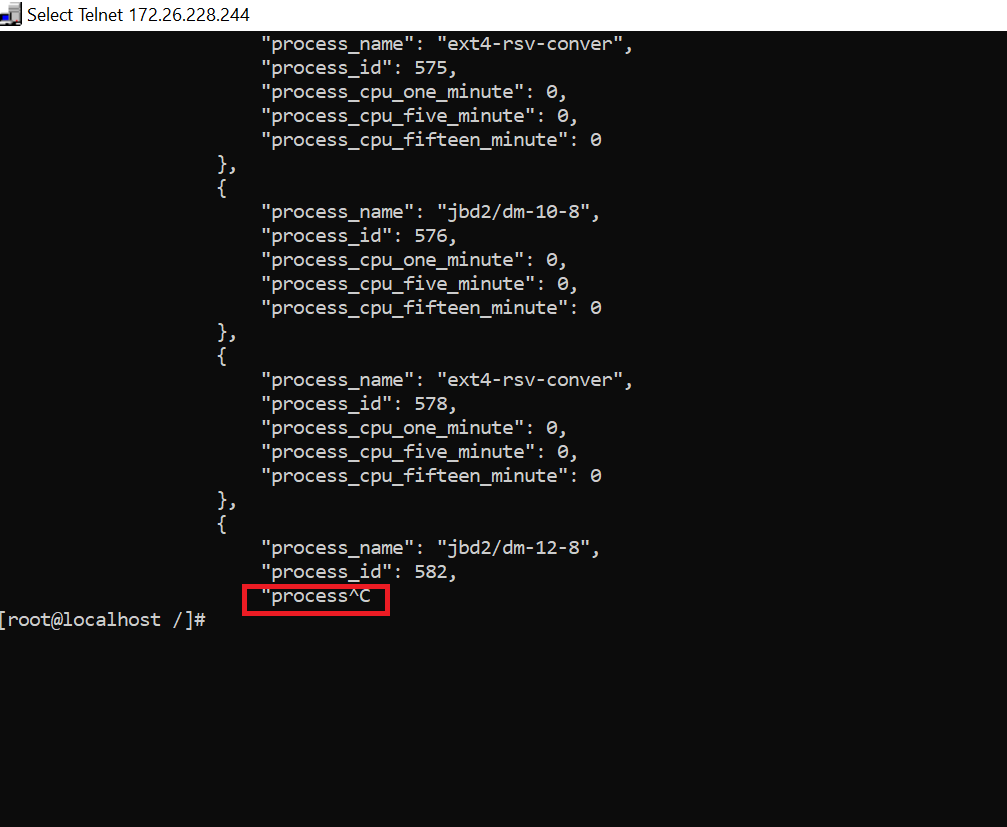 Select Telnet 172.26.228.244
"process_name": "ext4-rsv-conver",
"process_id": 575,
"process_cpu_one_minute": 0,
"process_cpu_five_minute": 0,
"process_cpu_fifteen_minute": 0
},
{
"process_name": "jbd2/dm-10-8",
"process_id": 576,
"process_cpu_one_minute": 0,
"process_cpu_five_minute": 0,
"process_cpu_fifteen_minute": 0
},
{
"process_name": "ext4-rsv-conver",
"process_id": 578,
"process_cpu_one_minute": 0,
"process_cpu_five_minute": 0,
"process_cpu_fifteen_minute": 0
},
{
"process_name": "jbd2/dm-12-8",
"process_id": 582,
"process^C
[root@localhost /]#